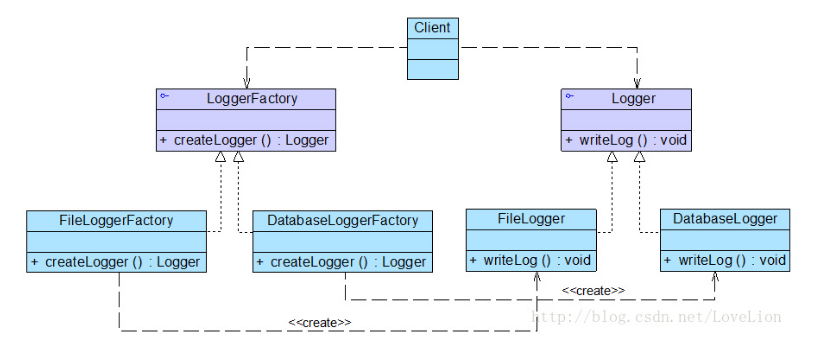 Client
LoggerFactory
+ createLogger () : Logger
Logger
+ writeLog () : void
FileLoggerFactory
+ createLogger () : Logger
DatabaseLoggerFactory
+ createLogger () : Logger
FileLogger
+ writeLog () : void
DatabaseLogger
+ writeLog () : void
<<create>>
<<create>>
http://blog.csdn.net/LoveLion